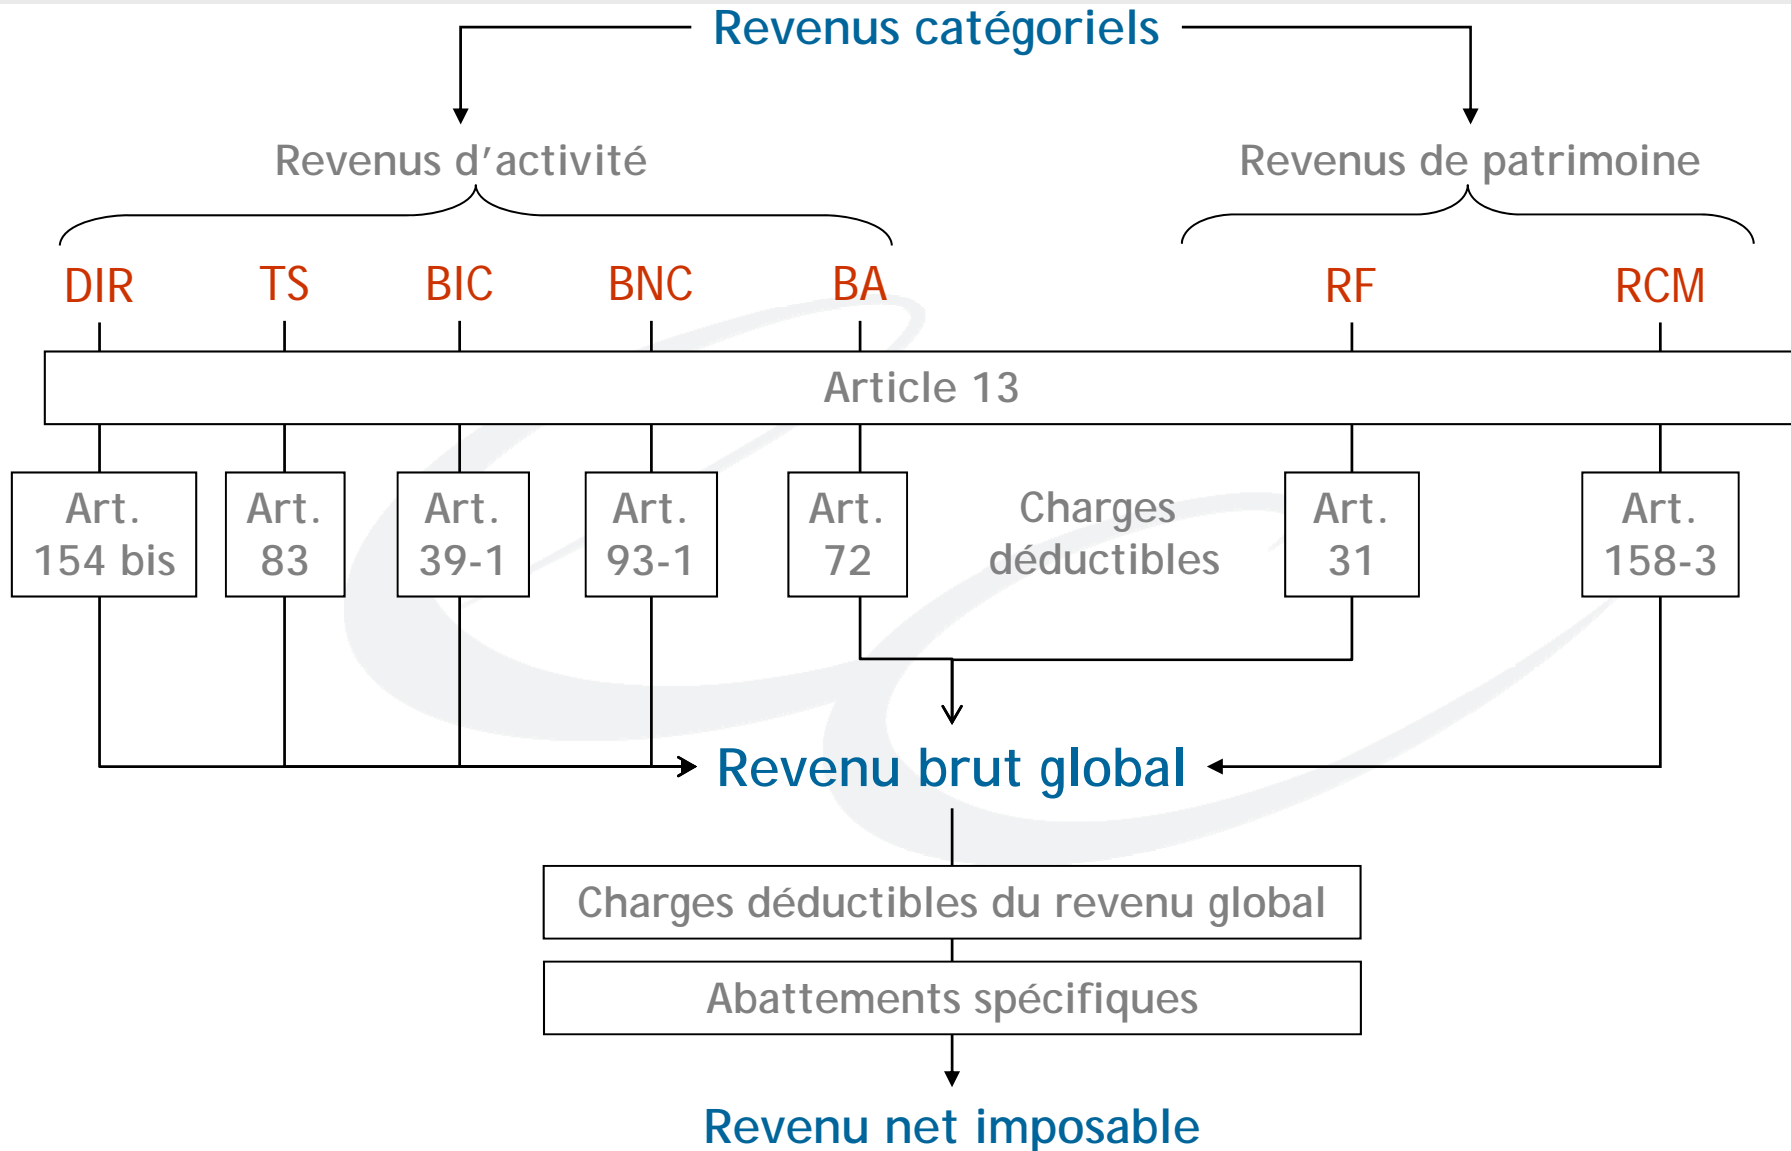 Revenus catégoriels
Revenus d’activité
Revenus de patrimoine
DIR
TS
BIC
BNC
BA
RF
RCM
Article 13
Art.
154 bis
Art.
83
Art.
39-1
Art.
93-1
Art.
72
Charges
déductibles
Art.
31
Art.
158-3
Revenu brut global
Charges déductibles du revenu global
Abattements spécifiques
Revenu net imposable